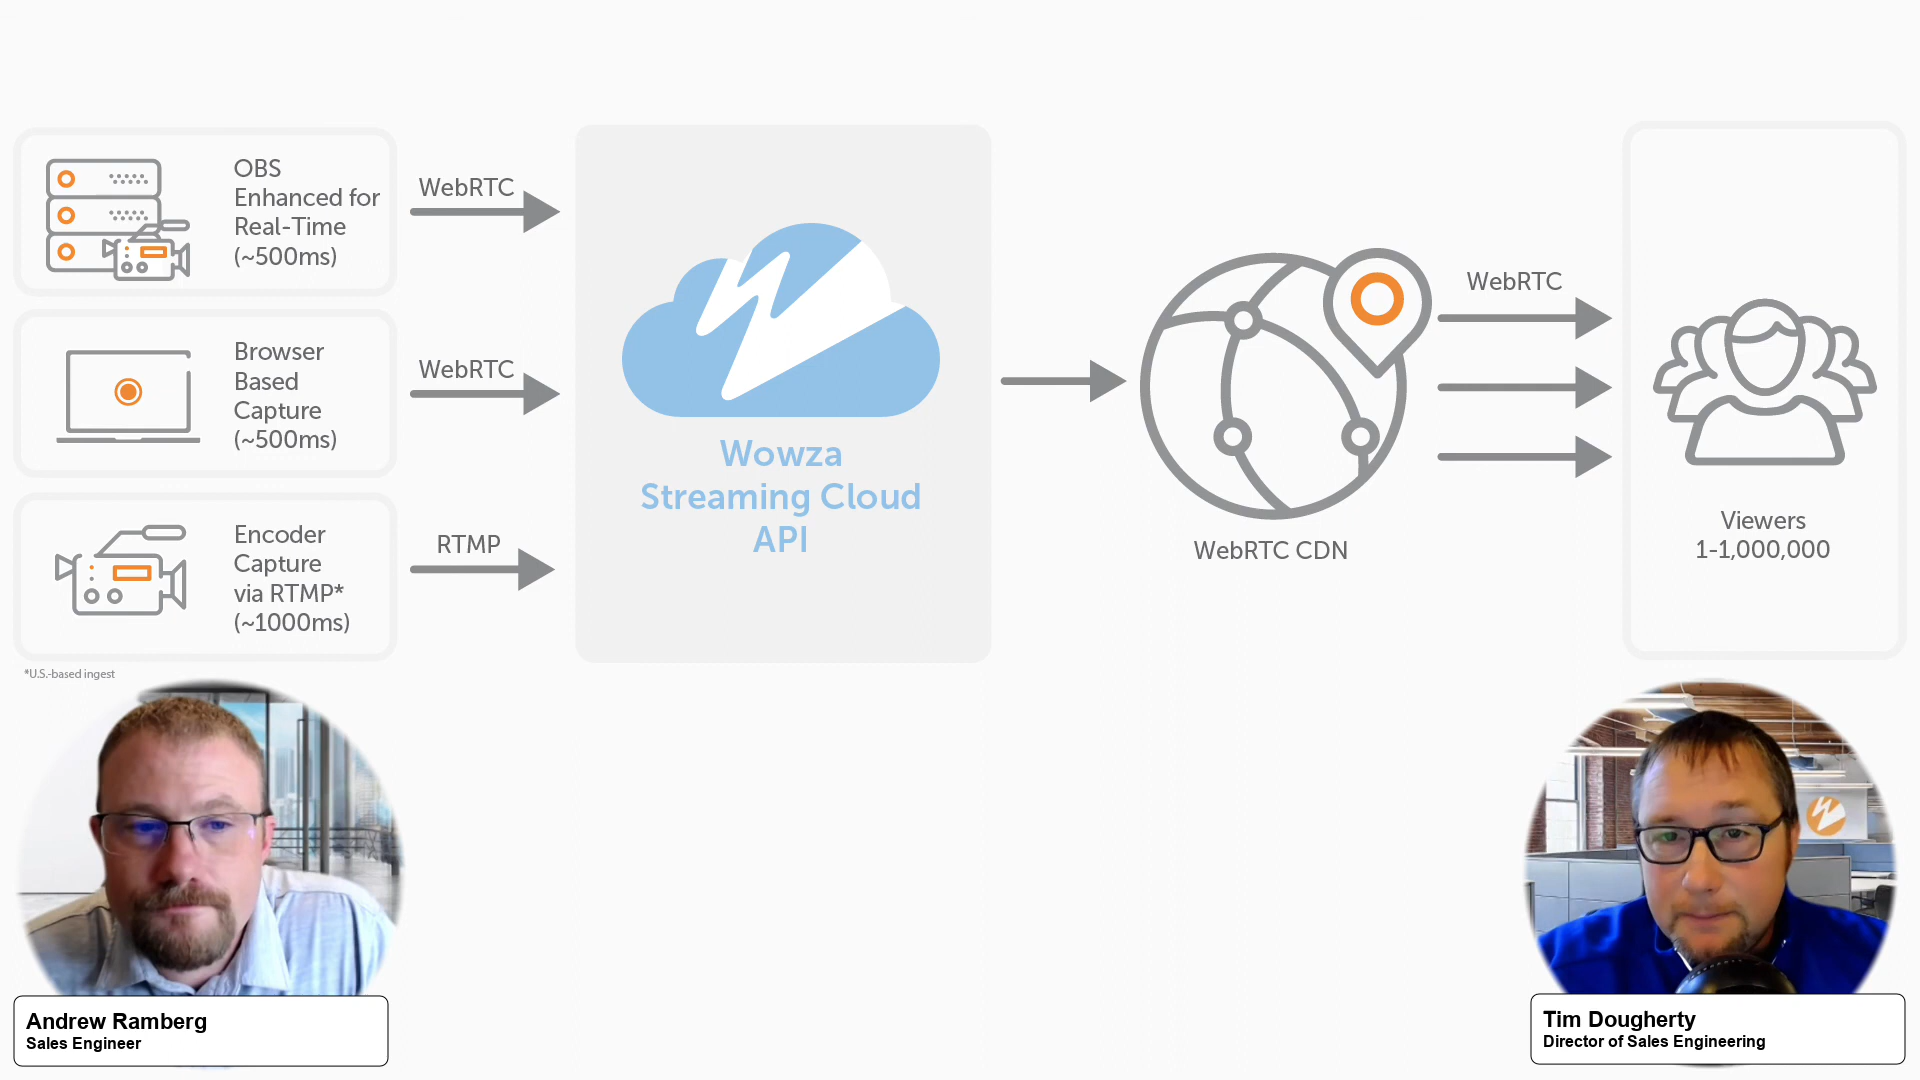 OBS
Enhanced for
Real-Time
(~500ms)
WebRTC
Browser
Based
Capture
(~500ms)
WebRTC
Encoder
Capture
via RTMP*
(~1000ms)
RTMP
*U.S.-based ingest
Wowza
Streaming Cloud
API
WebRTC CDN
WebRTC
Viewers
1-1,000,000
Andrew Ramberg
Sales Engineer
Tim Dougherty
Director of Sales Engineering